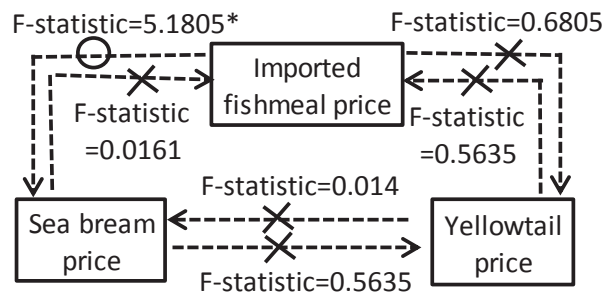 F-statistic=5.1805*
F-statistic=0.6805
Imported
fishmeal price
F-statistic
=0.0161
F-statistic
=0.5635
F-statistic=0.014
Sea bream
price
Yellowtail
price
F-statistic=0.5635